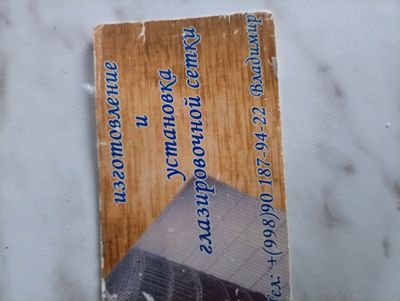 изготовление
и
установка
глазировочной сетки
Тел: +(998)90 187-94-22 Владимир